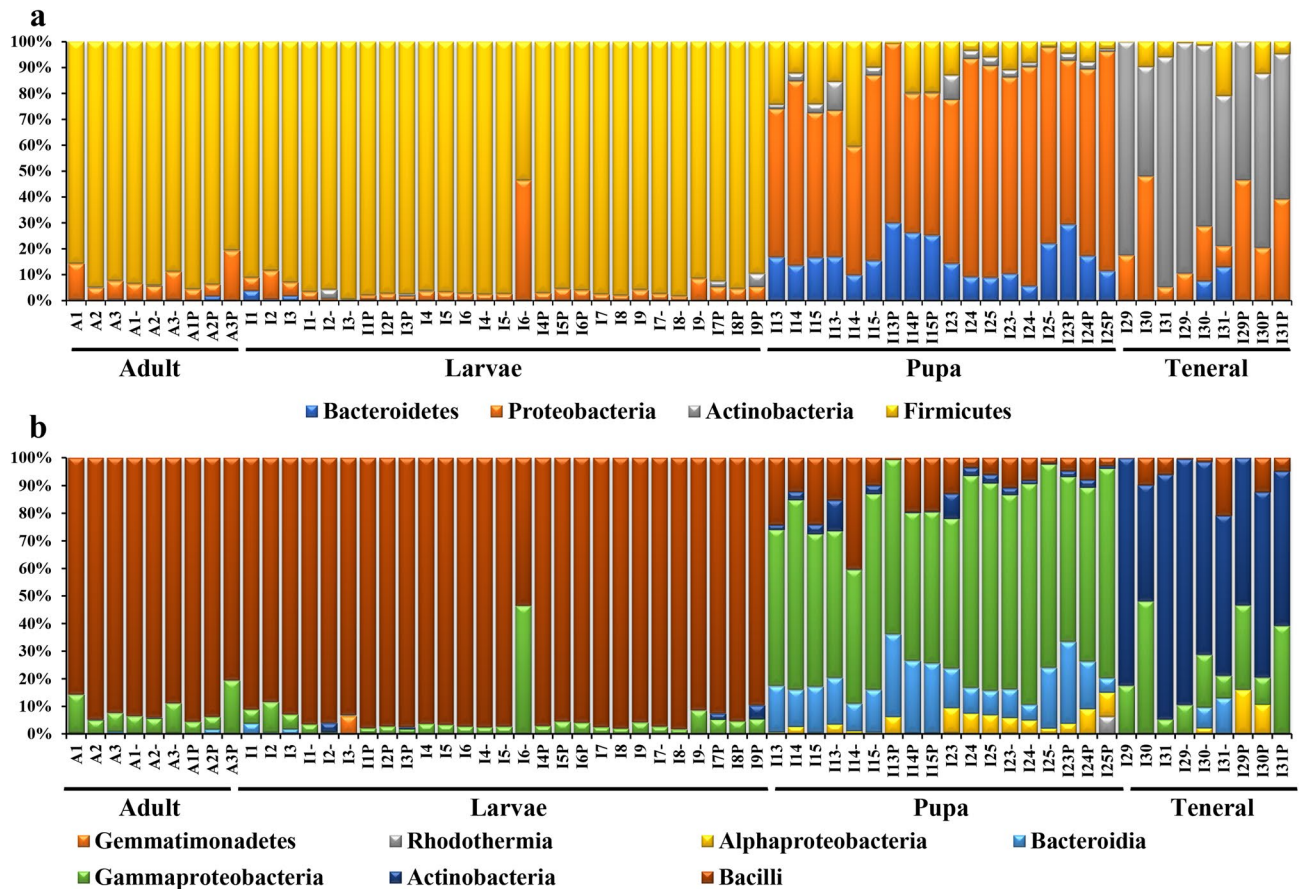 a
100%
90%
80%
70%
60%
50%
40%
30%
20%
10%
0%
A1 A2 A3 A1- A2- A3- A1P A2P A3P I1 I2 I3 I1- I2- I3- I1P I2P I3P I4 I5 I6 I4- I5- I6- I4P I5P I6P I7 I8 I9 I7- I8- I9- I7P I8P I9P I13 I14 I15 I13- I14- I15- I13P I14P I15P I23 I24 I25 I23- I24- I25- I23P I24P I25P I29 I30 I31 I29- I30- I31- I29P I30P I31P
Adult Larvae Pupa Teneral
Bacteroidetes Proteobacteria Actinobacteria Firmicutes
b
100%
90%
80%
70%
60%
50%
40%
30%
20%
10%
0%
A1 A2 A3 A1- A2- A3- A1P A2P A3P I1 I2 I3 I1- I2- I3- I1P I2P I3P I4 I5 I6 I4- I5- I6- I4P I5P I6P I7 I8 I9 I7- I8- I9- I7P I8P I9P I13 I14 I15 I13- I14- I15- I13P I14P I15P I23 I24 I25 I23- I24- I25- I23P I24P I25P I29 I30 I31 I29- I30- I31- I29P I30P I31P
Adult Larvae Pupa Teneral
Gemmatimonadetes Rhodothermia Alphaproteobacteria Bacteroidia
Gammaproteobacteria Actinobacteria Bacilli